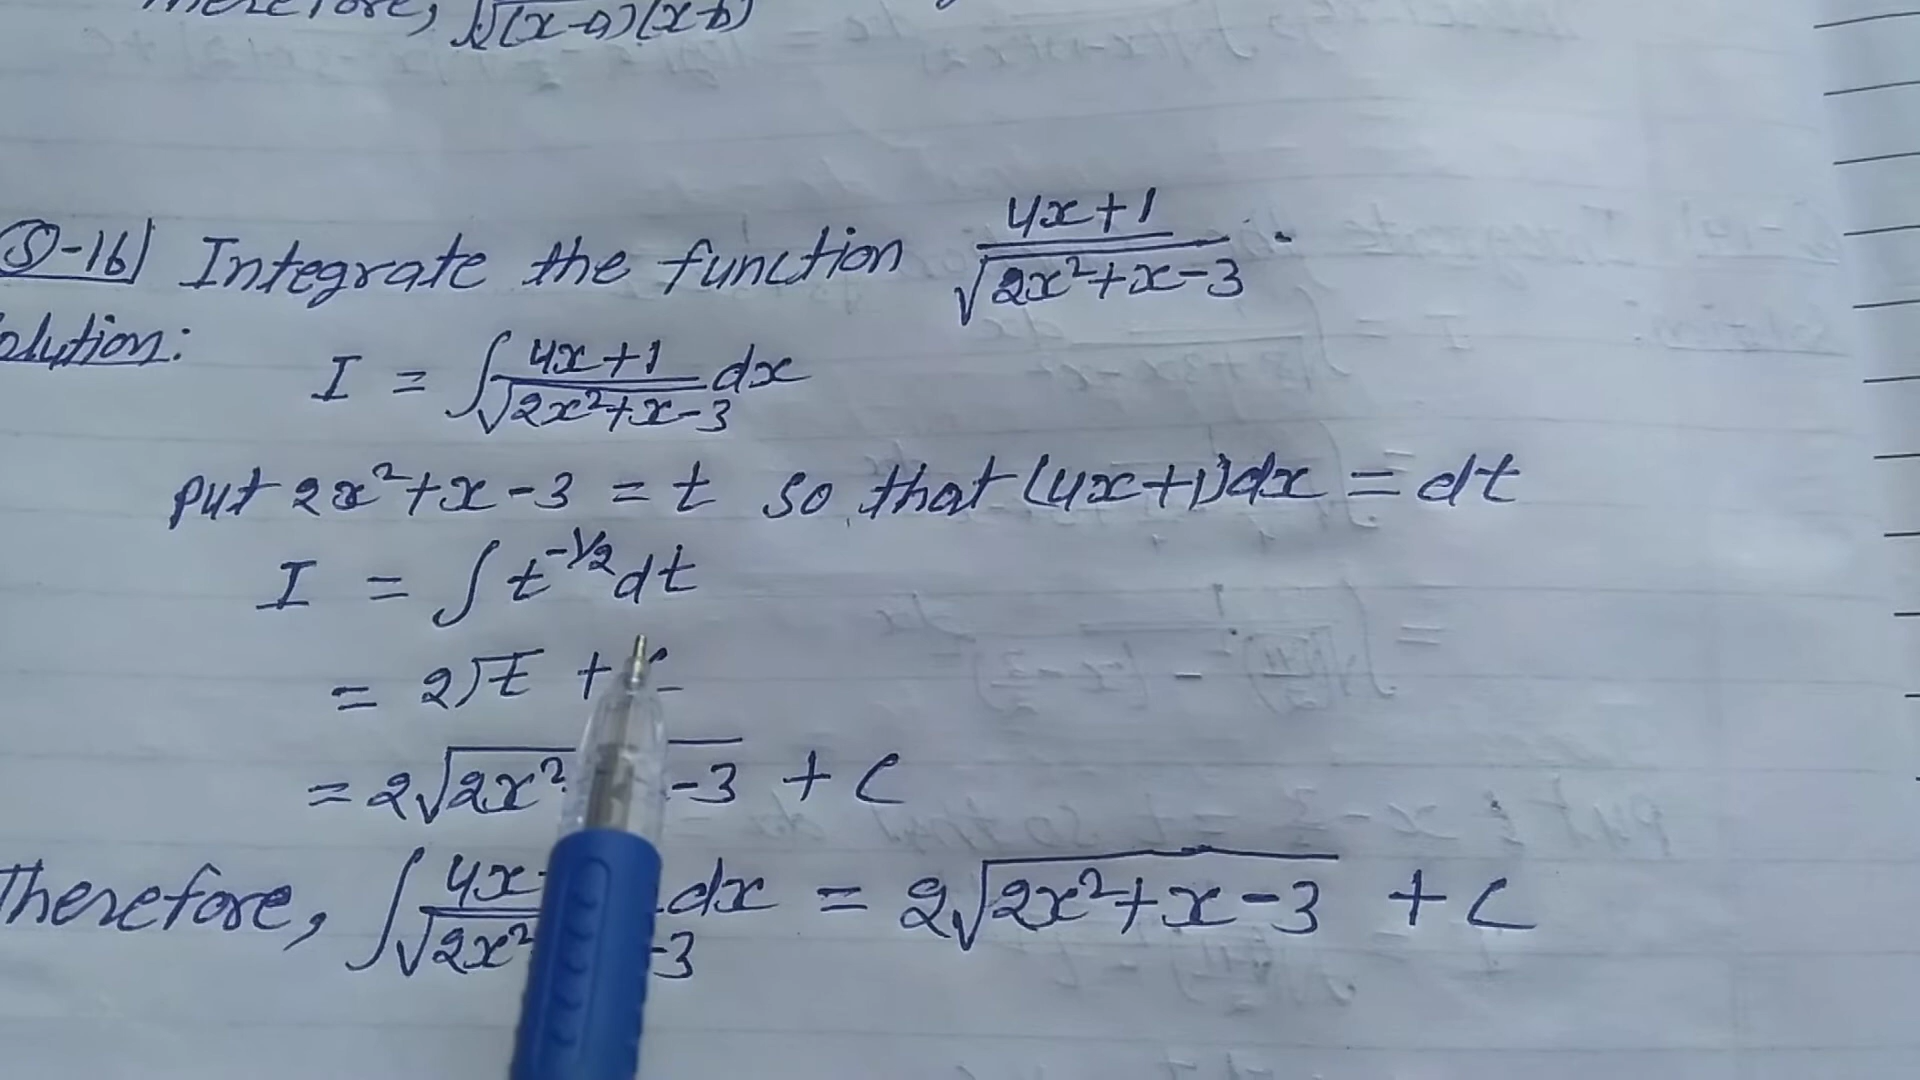 Therefore, ∫ √(x-a)(x-b)
Q-16) Integrate the function (4x+1)/√(2x²+x-3).
Solution:
I = ∫ (4x+1)/√(2x²+x-3) dx
put 2x²+x-3 = t so that (4x+1)dx = dt
I = ∫ t^(-1/2) dt
= 2√t +
= 2√(2x² -3) + C
Therefore, ∫ (4x)/√(2x² -3) dx = 2√(2x²+x-3) + C